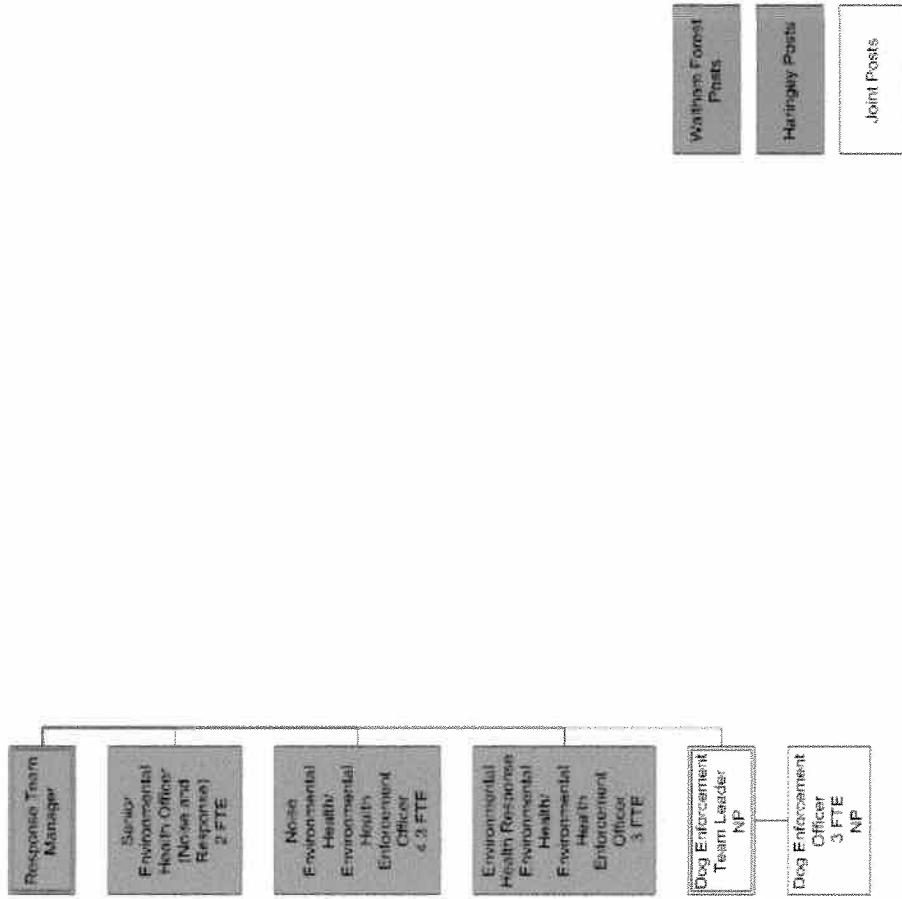 Response Team
Manager
Senior
Environmental
Health Officer
(Noise and
Response)
2 FTE
Noise
Environmental
Health/
Environmental
Health
Enforcement
Officer
4.3 FTE
Environmental
Health Response
Environmental
Health/
Environmental
Health
Enforcement
Officer
3 FTE
Dog Enforcement
Team Leader
NP
Dog Enforcement
Officer
3 FTE
NP
Waltham Forest
Posts
Haringey Posts
Joint Posts